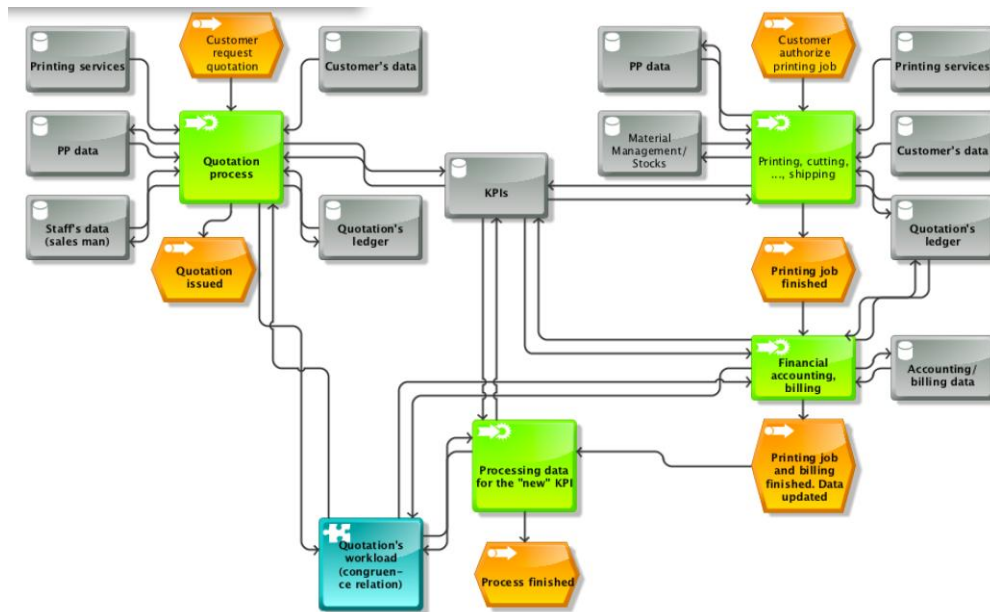 Customer
request
quotation
Printing services
Customer's data
PP data
Quotation
process
Staff's data
(sales man)
Quotation's
ledger
Quotation
issued
KPIs
Customer
authorize
printing job
PP data
Printing services
Material
Management/
Stocks
Printing, cutting,
..., shipping
Customer's data
Quotation's
ledger
Printing job
finished
Financial
accounting,
billing
Accounting/
billing data
Processing data
for the "new" KPI
Printing job
and billing
finished. Data
updated
Quotation's
workload
(congruen-
ce relation)
Process finished